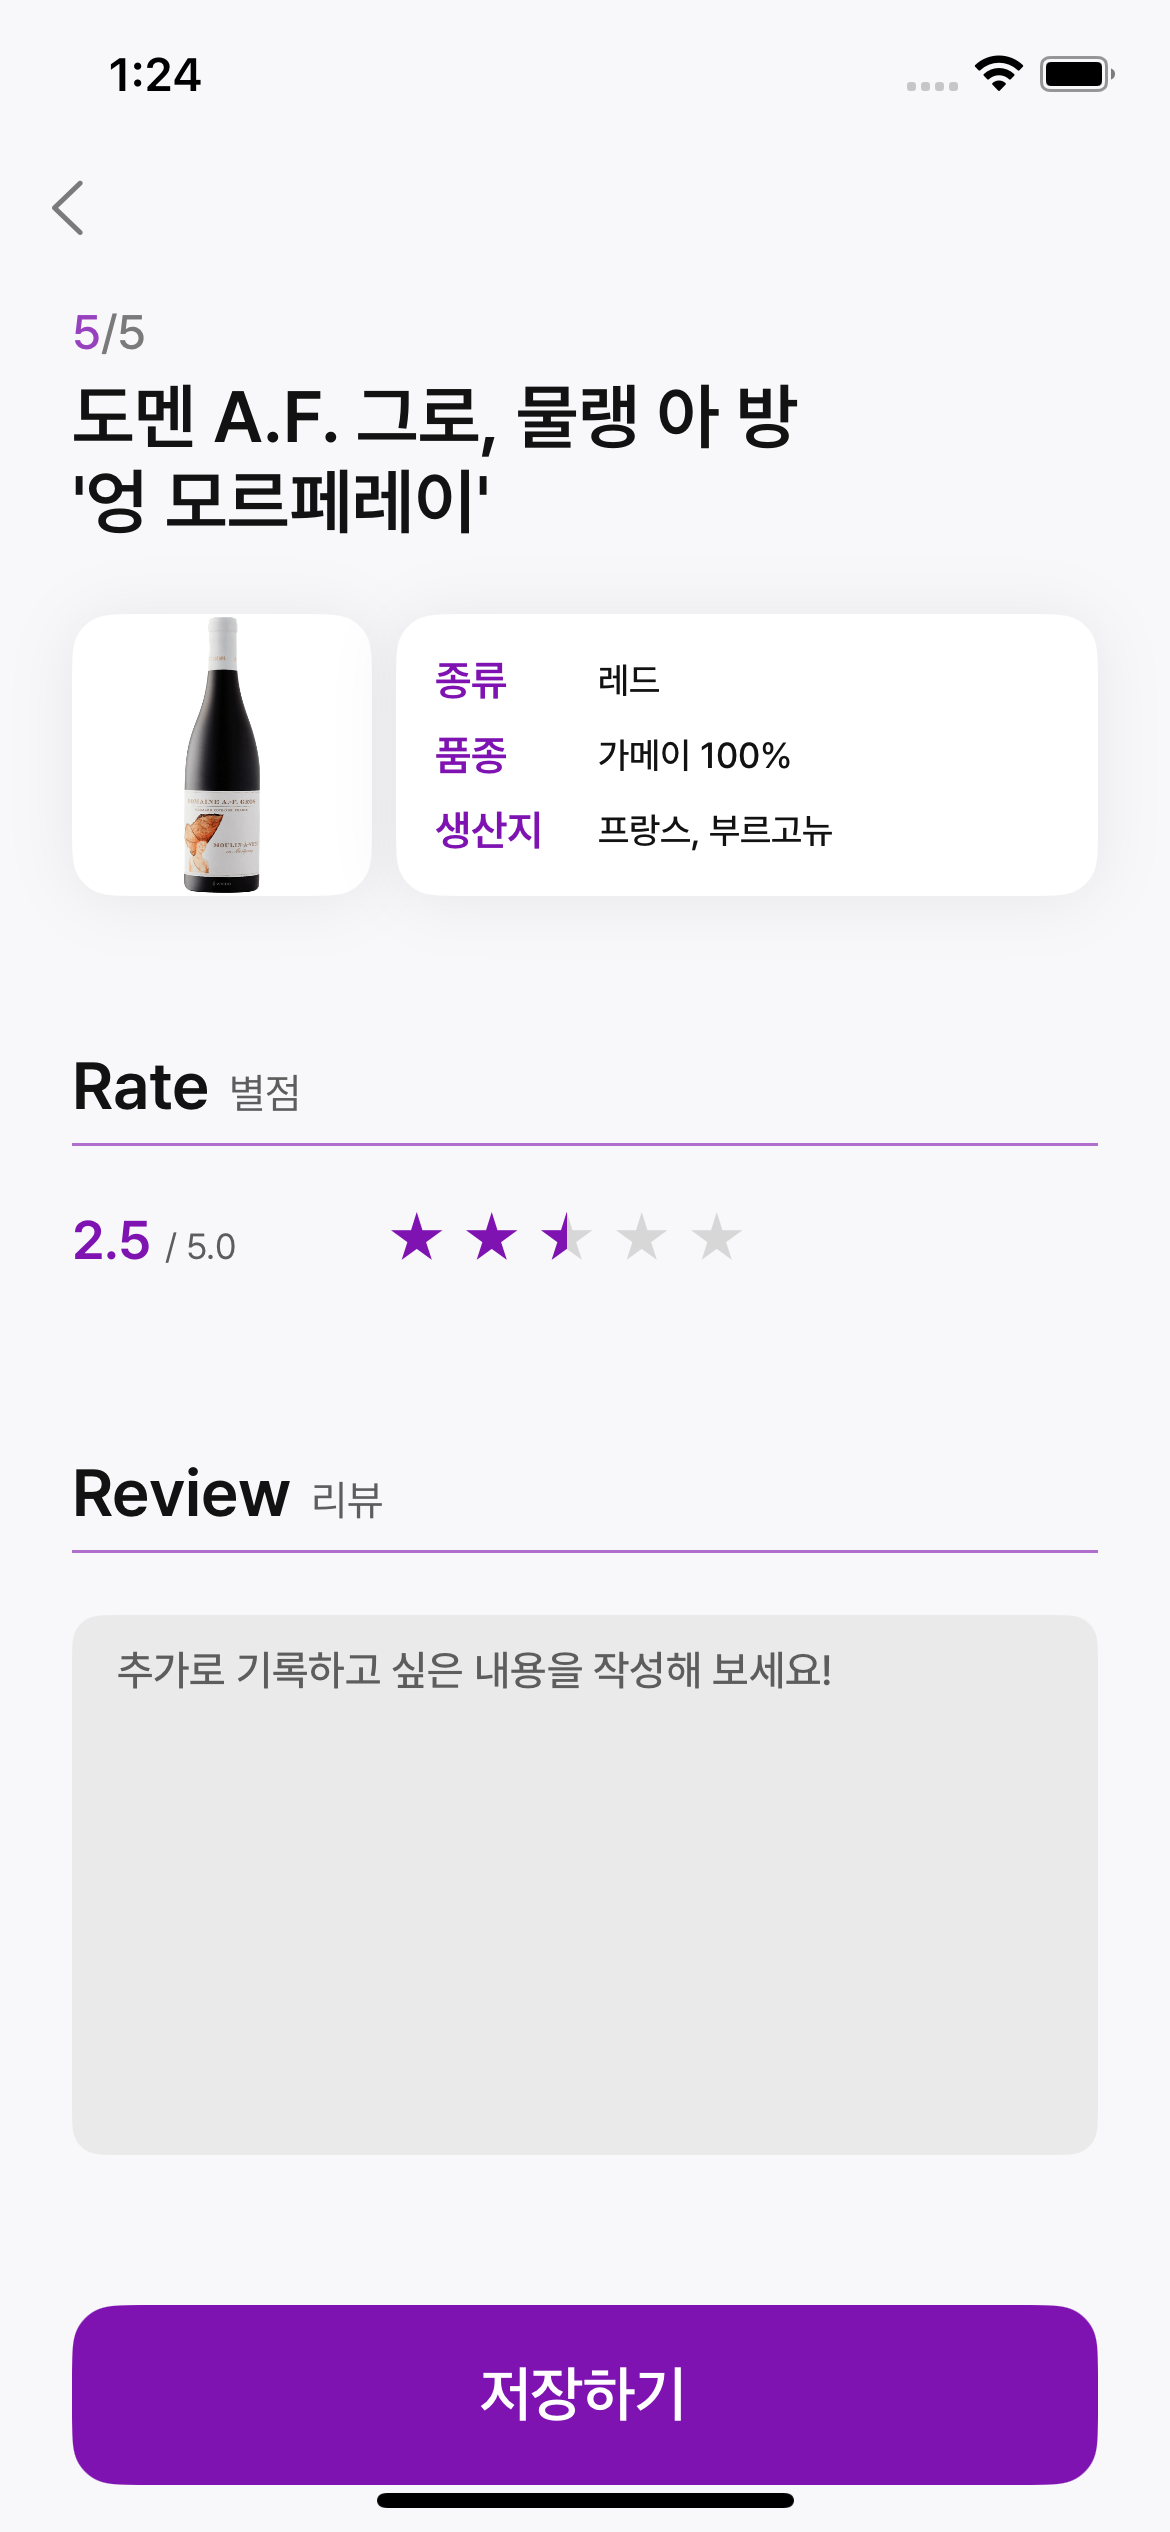 1:24
5/5
도멘 A.F. 그로, 물랭 아 방
'엉 모르페레이'
DOMAINE A.-F. GROS
종류 레드
품종 가메이 100%
생산지 프랑스, 부르고뉴
Rate 별점
2.5 / 5.0
Review 리뷰
추가로 기록하고 싶은 내용을 작성해 보세요!
저장하기